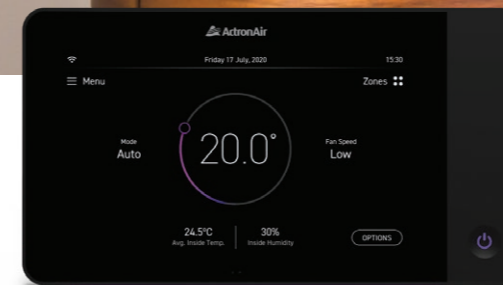 ActronAir
Friday 17 July, 2020
15:30
Menu
Zones
Mode
Auto
20.0°
Fan Speed
Low
24.5°C
Avg. Inside Temp.
30%
Inside Humidity
OPTIONS